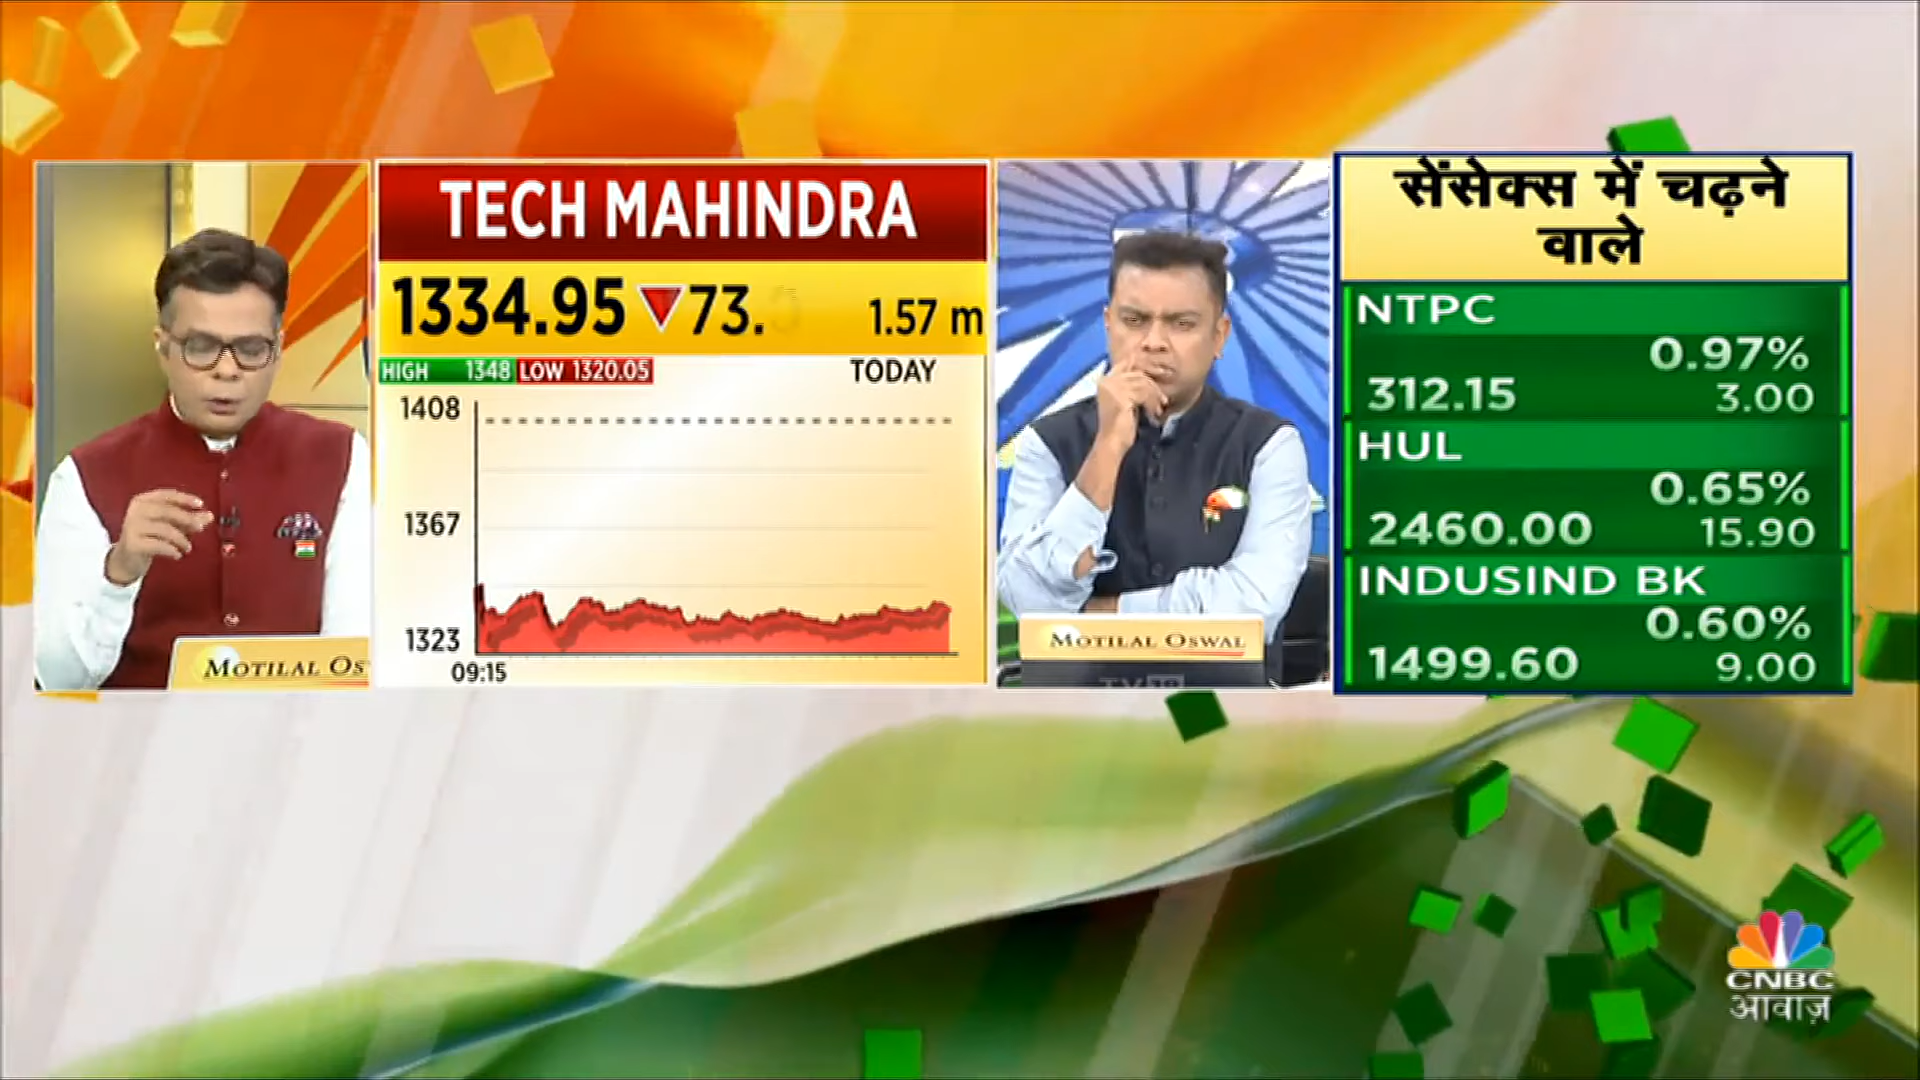 TECH MAHINDRA
1334.95 ▼73. 1.57 m
HIGH 1348 LOW 1320.05 TODAY
1408
1367
1323
09:15
MOTILAL OS
MOTILAL OSWAL
सेंसेक्स में चढ़ने
वाले
NTPC
0.97%
312.15 3.00
HUL
0.65%
2460.00 15.90
INDUSIND BK
0.60%
1499.60 9.00
CNBC
आवाज़